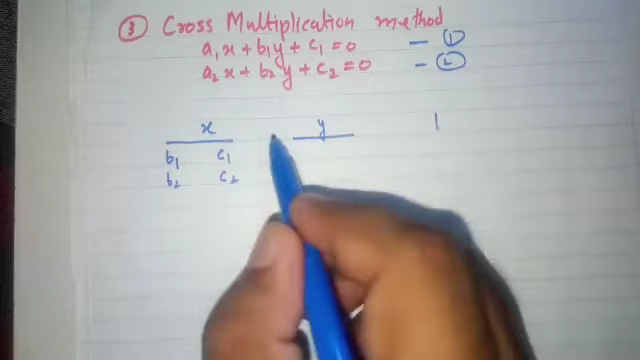 ③ Cross Multiplication method
a₁x + b₁y + c₁ = 0 — ①
a₂x + b₂y + c₂ = 0 — ②
x y 1
b₁ c₁
b₂ c₂